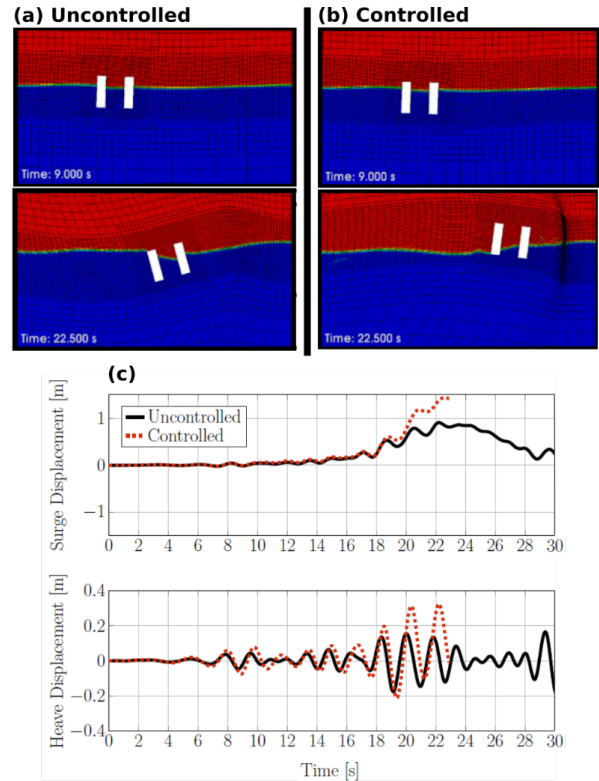 (a) Uncontrolled
(b) Controlled
Time: 9.000 s
Time: 9.000 s
Time: 22.500 s
Time: 22.500 s
(c)
Surge Displacement [m]
1
0
−1
Uncontrolled
Controlled
0 2 4 6 8 10 12 14 16 18 20 22 24 26 28 30
Heave Displacement [m]
0.4
0.2
0
−0.2
−0.4
0 2 4 6 8 10 12 14 16 18 20 22 24 26 28 30
Time [s]